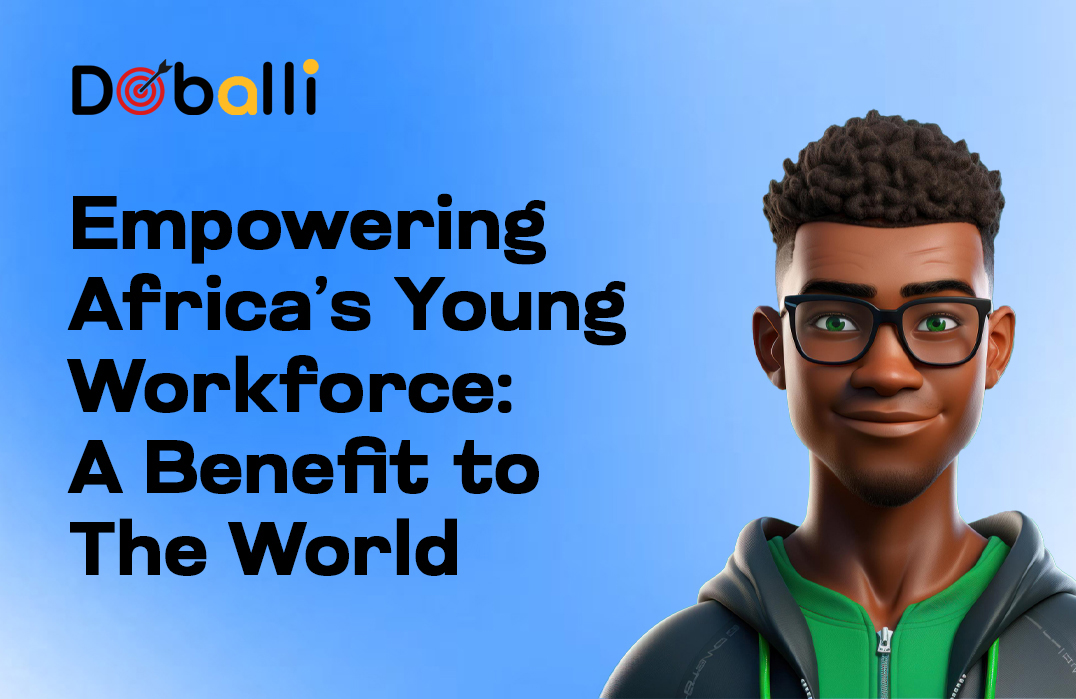 Doballi
Empowering
Africa’s Young
Workforce:
A Benefit to
The World